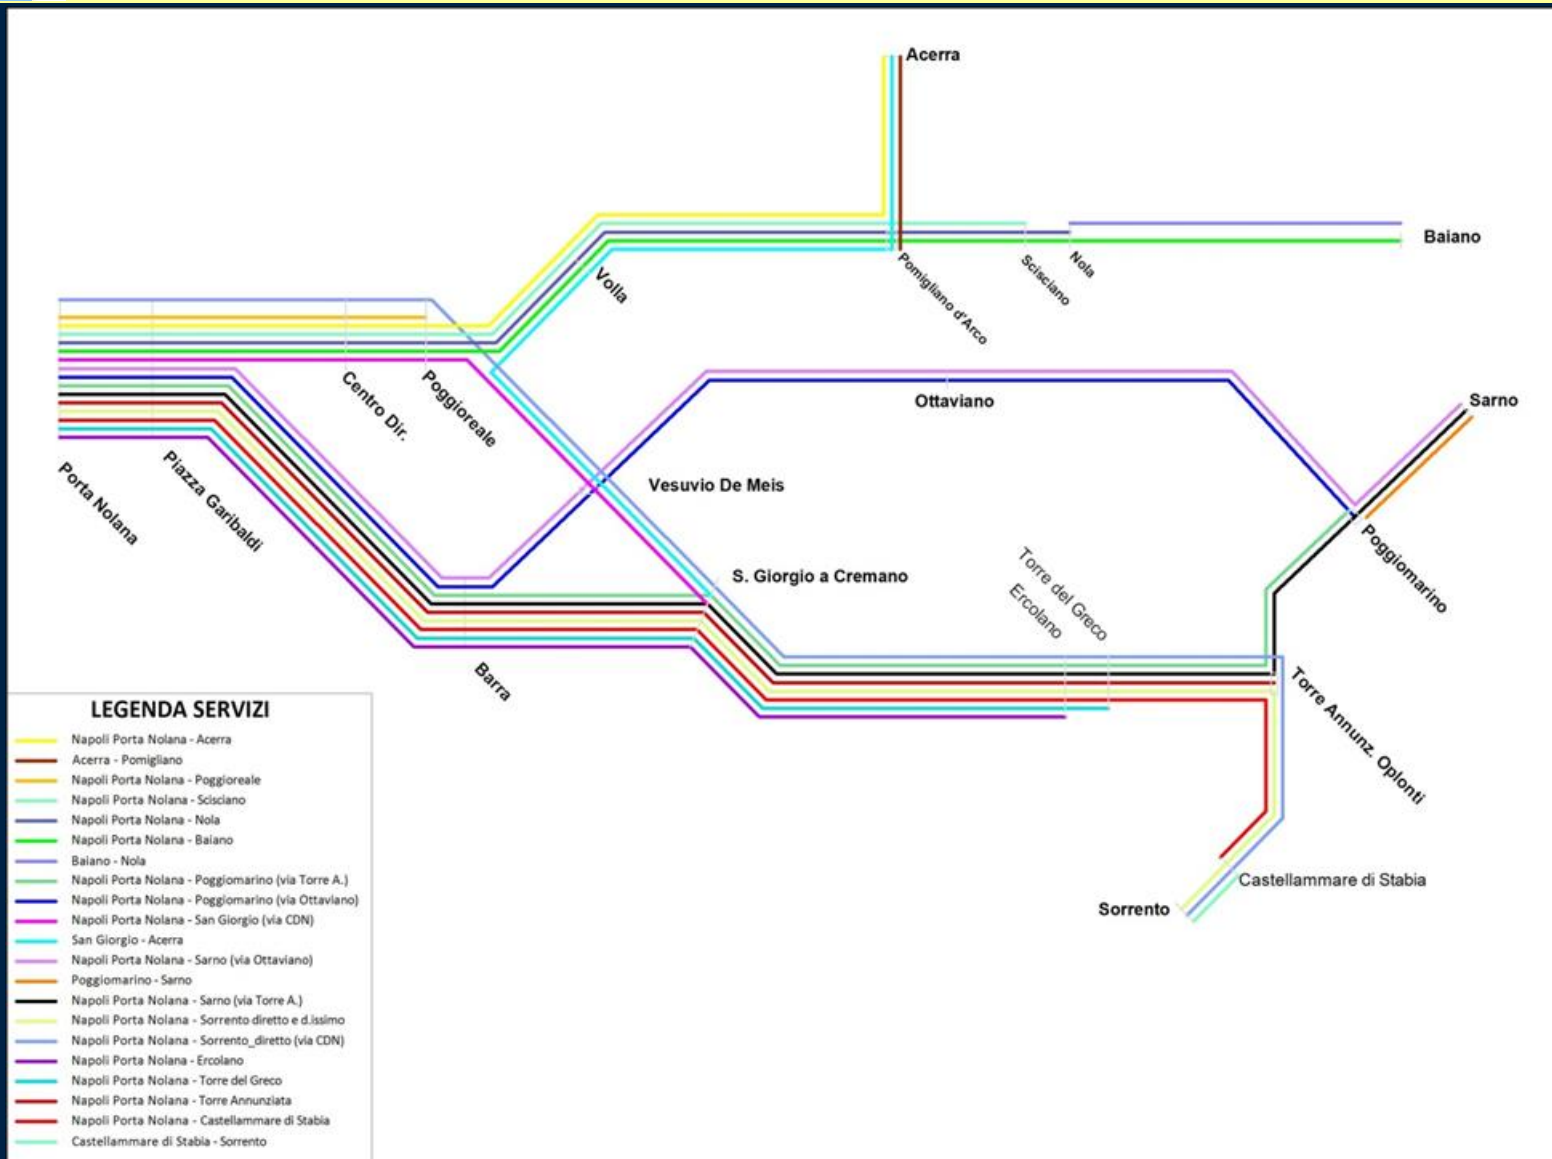 Acerra
Baiano
Volla
Pomigliano d'Arco
Scisciano
Nola
Centro Dir.
Poggioreale
Ottaviano
Sarno
Porta Nolana
Piazza Garibaldi
Vesuvio De Meis
Poggiomarino
S. Giorgio a Cremano
Torre del Greco
Ercolano
Barra
Torre Annunz. Oplonti
Castellammare di Stabia
Sorrento
LEGENDA SERVIZI
Napoli Porta Nolana - Acerra
Acerra - Pomigliano
Napoli Porta Nolana - Poggioreale
Napoli Porta Nolana - Scisciano
Napoli Porta Nolana - Nola
Napoli Porta Nolana - Baiano
Baiano - Nola
Napoli Porta Nolana - Poggiomarino (via Torre A.)
Napoli Porta Nolana - Poggiomarino (via Ottaviano)
Napoli Porta Nolana - San Giorgio (via CDN)
San Giorgio - Acerra
Napoli Porta Nolana - Sarno (via Ottaviano)
Poggiomarino - Sarno
Napoli Porta Nolana - Sarno (via Torre A.)
Napoli Porta Nolana - Sorrento diretto e d.issimo
Napoli Porta Nolana - Sorrento_diretto (via CDN)
Napoli Porta Nolana - Ercolano
Napoli Porta Nolana - Torre del Greco
Napoli Porta Nolana - Torre Annunziata
Napoli Porta Nolana - Castellammare di Stabia
Castellammare di Stabia - Sorrento